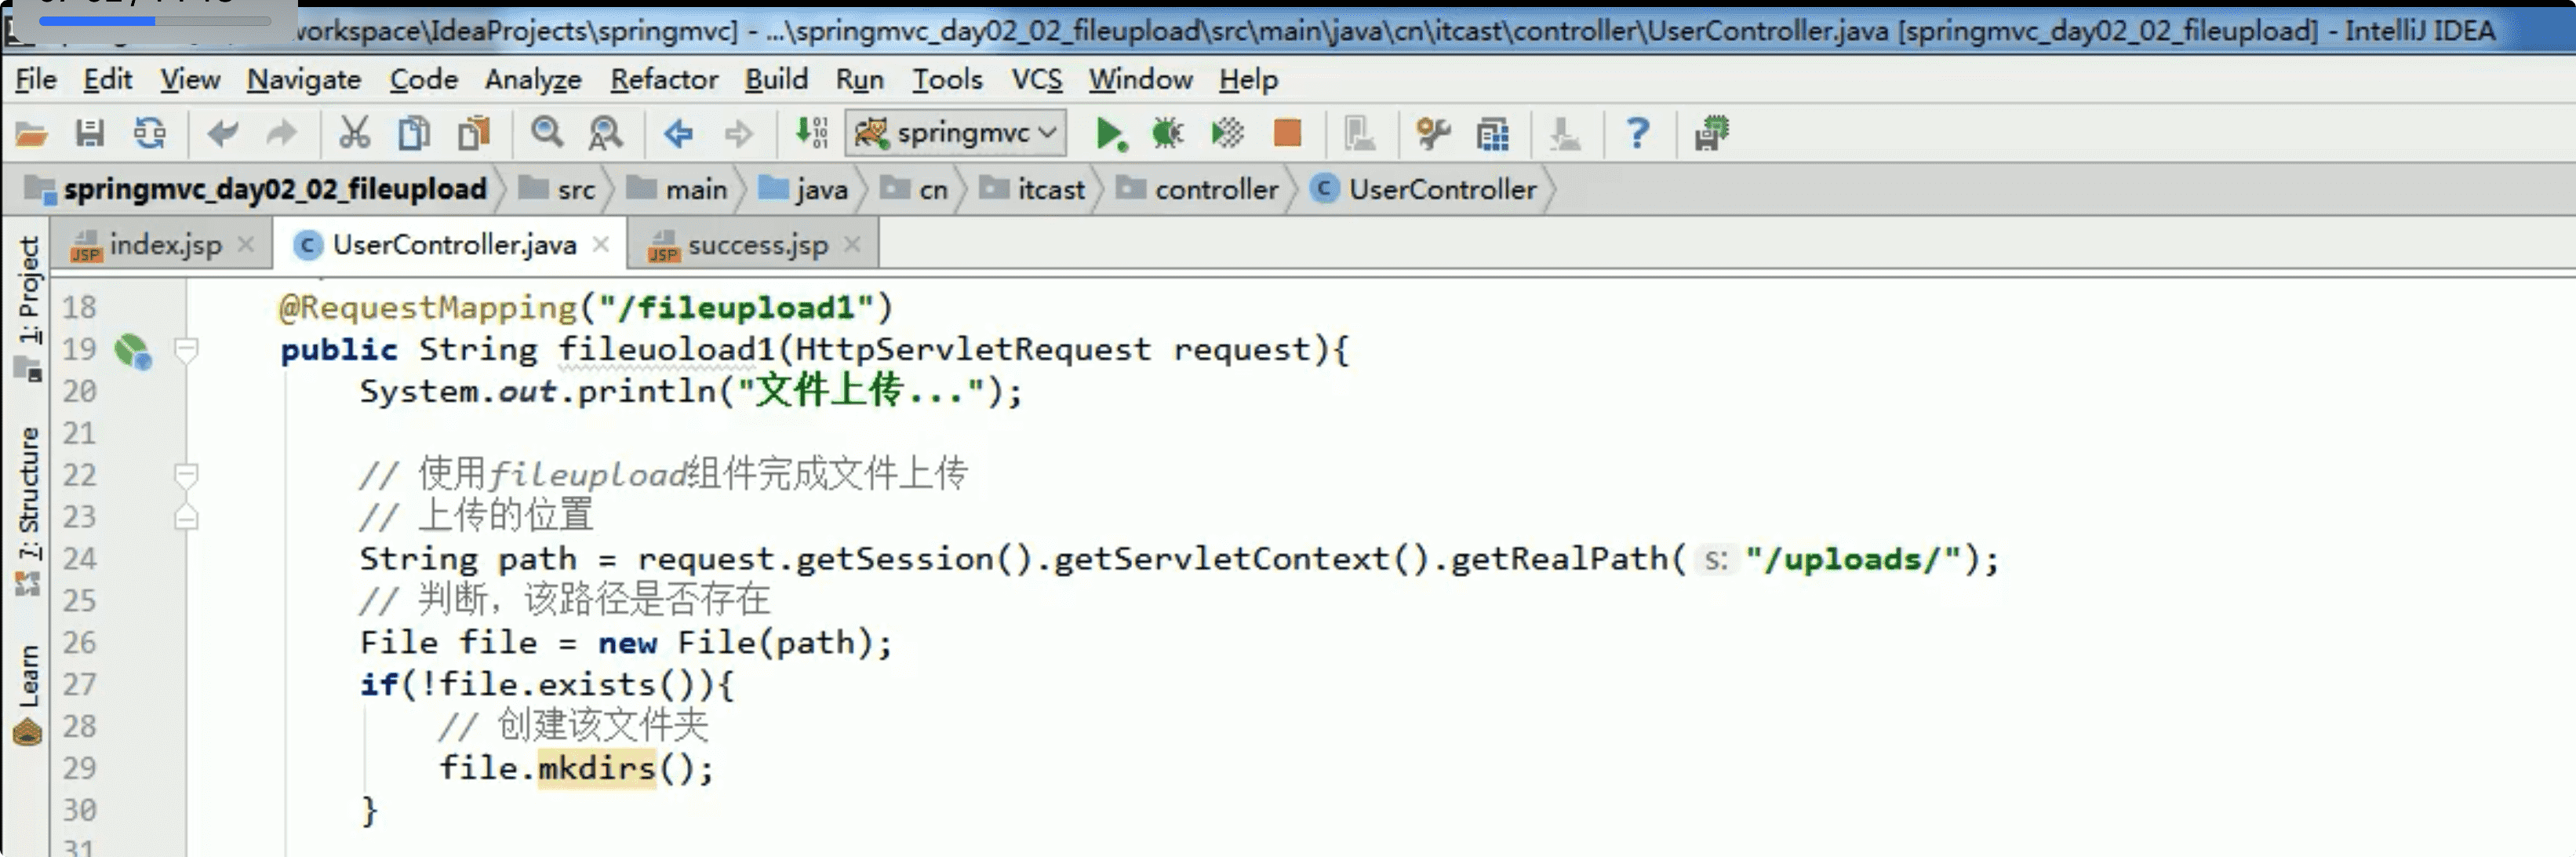 workspace\IdeaProjects\springmvc] - ...\springmvc_day02_02_fileupload\src\main\java\cn\itcast\controller\UserController.java [springmvc_day02_02_fileupload] - IntelliJ IDEA
File Edit View Navigate Code Analyze Refactor Build Run Tools VCS Window Help
springmvc
springmvc_day02_02_fileupload src main java cn itcast controller UserController
index.jsp UserController.java success.jsp
1: Project
7: Structure
Learn
18 @RequestMapping("/fileupload1")
19 public String fileuoload1(HttpServletRequest request){
20 System.out.println("文件上传...");
21
22 // 使用fileupload组件完成文件上传
23 // 上传的位置
24 String path = request.getSession().getServletContext().getRealPath( s: "/uploads/");
25 // 判断，该路径是否存在
26 File file = new File(path);
27 if(!file.exists()){
28 // 创建该文件夹
29 file.mkdirs();
30 }
31